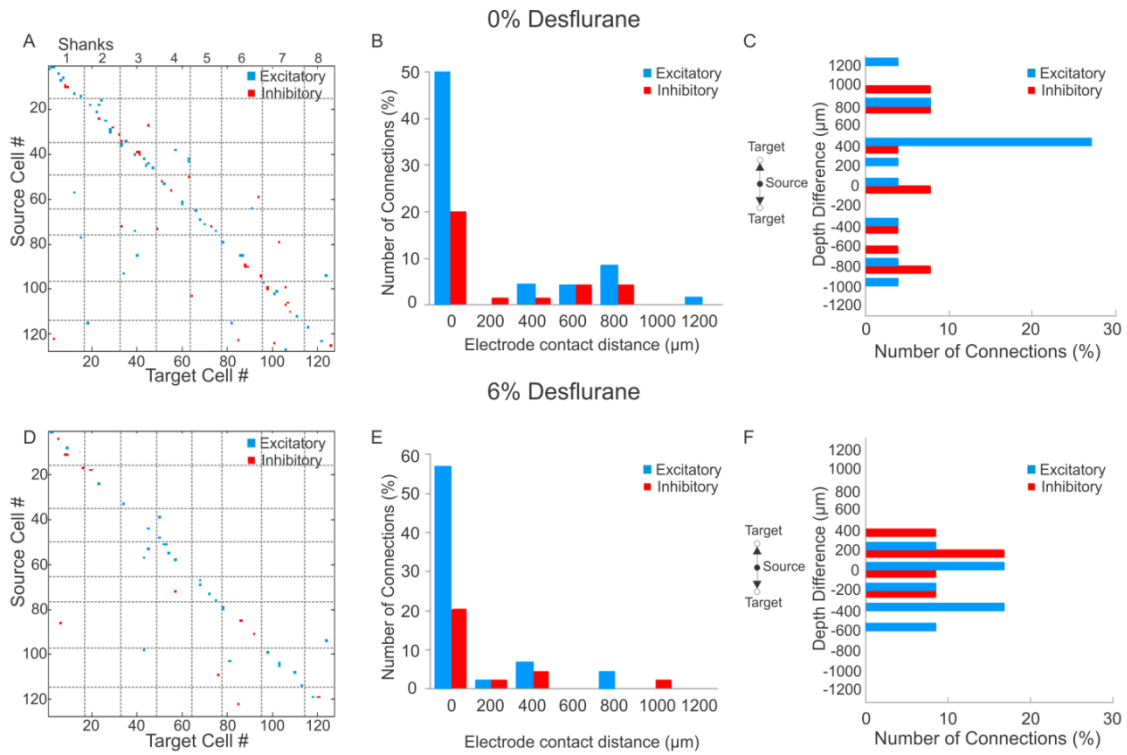 0% Desflurane
A
Shanks
1 2 3 4 5 6 7 8
Excitatory
Inhibitory
Source Cell #
20
40
60
80
100
120
20 40 60 80 100 120
Target Cell #
B
Excitatory
Inhibitory
Number of Connections (%)
50
40
30
20
10
0
0 200 400 600 800 1000 1200
Electrode contact distance (µm)
C
Excitatory
Inhibitory
Target
Source
Target
Depth Difference (µm)
1200
1000
800
600
400
200
0
-200
-400
-600
-800
-1000
-1200
0 10 20 30
Number of Connections (%)
6% Desflurane
D
Excitatory
Inhibitory
Source Cell #
20
40
60
80
100
120
20 40 60 80 100 120
Target Cell #
E
Excitatory
Inhibitory
Number of Connections (%)
60
50
40
30
20
10
0
0 200 400 600 800 1000 1200
Electrode contact distance (µm)
F
Excitatory
Inhibitory
Target
Source
Target
Depth Difference (µm)
1200
1000
800
600
400
200
0
-200
-400
-600
-800
-1000
-1200
0 10 20 30
Number of Connections (%)